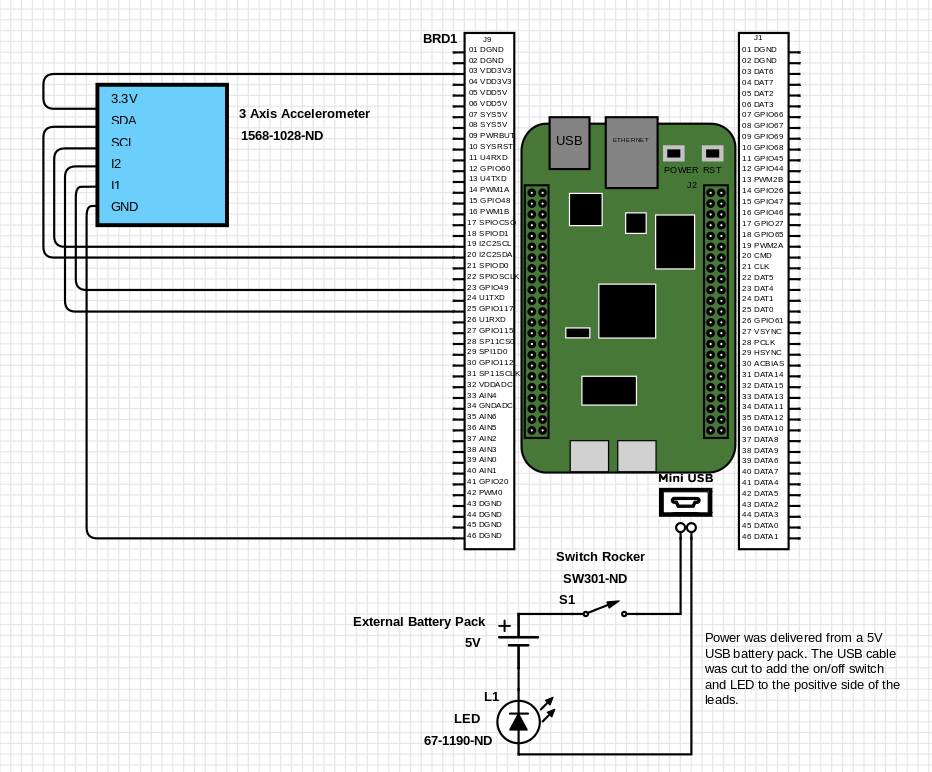 BRD1
J9
01 DGND
02 DGND
03 VDD3V3
04 VDD3V3
05 VDD5V
06 VDD5V
07 SYS5V
08 SYS5V
09 PWRBUT
10 SYSRST
11 U4RXD
12 GPIO60
13 U4TXD
14 PWM1A
15 GPIO48
16 PWM1B
17 SPIOCSO
18 SPIOD1
19 I2C2SCL
20 I2C2SDA
21 SPIOD0
22 SPIOSCLK
23 GPIO49
24 U1TXD
25 GPIO117
26 U1RXD
27 GPIO115
28 SP11CS0
29 SPI1D0
30 GPIO112
31 SP11SCLK
32 VDDADC
33 AIN4
34 GNDADC
35 AIN6
36 AIN5
37 AIN2
38 AIN3
39 AIN0
40 AIN1
41 GPIO20
42 PWM0
43 DGND
44 DGND
45 DGND
46 DGND
3.3V
SDA
SCL
I2
I1
GND
3 Axis Accelerometer
1568-1028-ND
USB
ETHERNET
POWER RST
J2
J1
01 DGND
02 DGND
03 DAT6
04 DAT7
05 DAT2
06 DAT3
07 GPIO66
08 GPIO67
09 GPIO69
10 GPIO68
11 GPIO45
12 GPIO44
13 PWM2B
14 GPIO26
15 GPIO47
16 GPIO46
17 GPIO27
18 GPIO65
19 PWM2A
20 CMD
21 CLK
22 DAT5
23 DAT4
24 DAT1
25 DAT0
26 GPIO61
27 VSYNC
28 PCLK
29 HSYNC
30 ACBIAS
31 DATA14
32 DATA15
33 DATA13
34 DATA11
35 DATA12
36 DATA10
37 DATA8
38 DATA9
39 DATA6
40 DATA7
41 DATA4
42 DATA5
43 DATA2
44 DATA3
45 DATA0
46 DATA1
Mini USB
Switch Rocker
SW301-ND
S1
External Battery Pack
5V
+
L1
LED
67-1190-ND
Power was delivered from a 5V
USB battery pack. The USB cable
was cut to add the on/off switch
and LED to the positive side of the
leads.